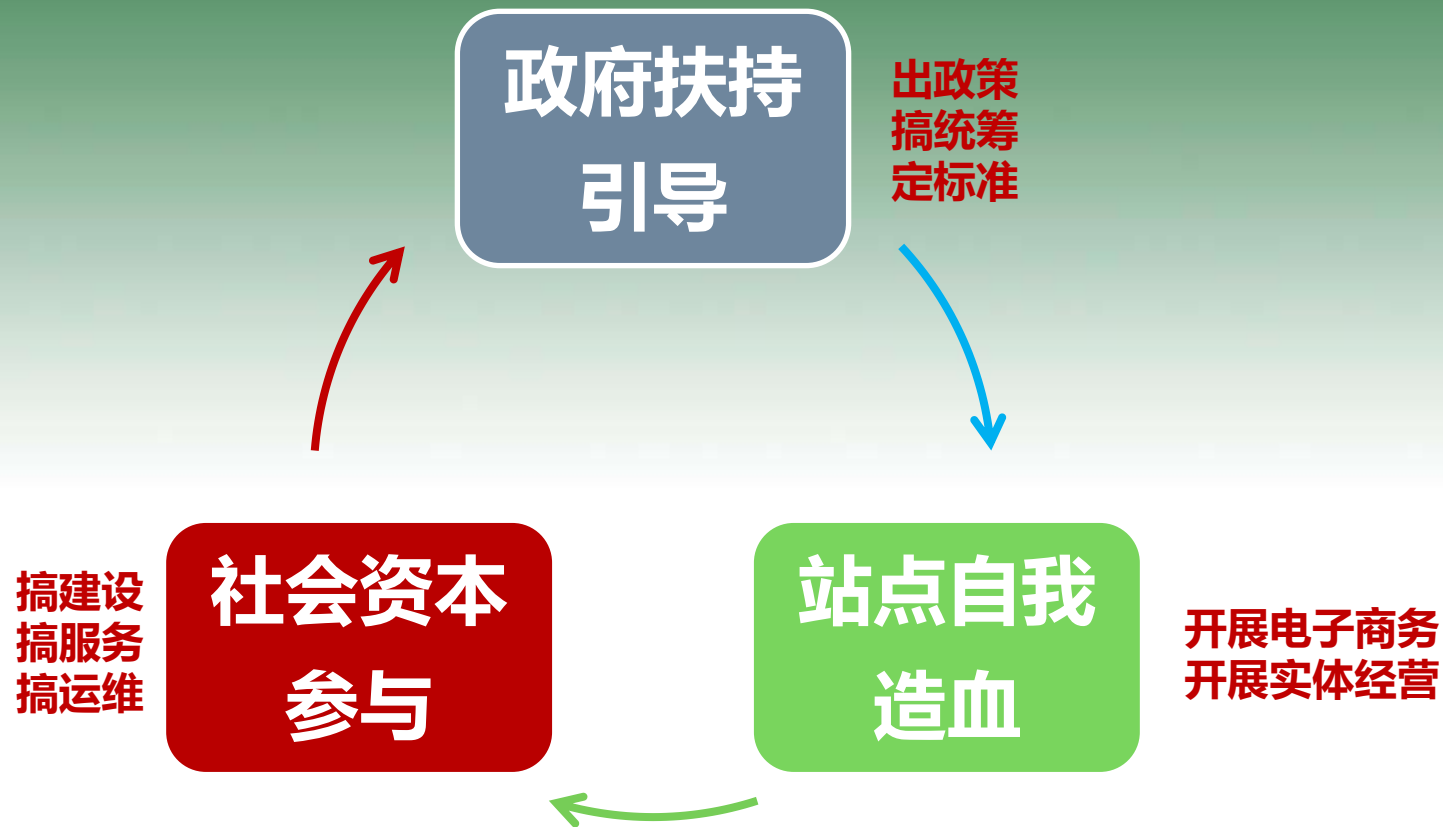 政府扶持
引导
出政策
搞统筹
定标准
社会资本
参与
搞建设
搞服务
搞运维
站点自我
造血
开展电子商务
开展实体经营